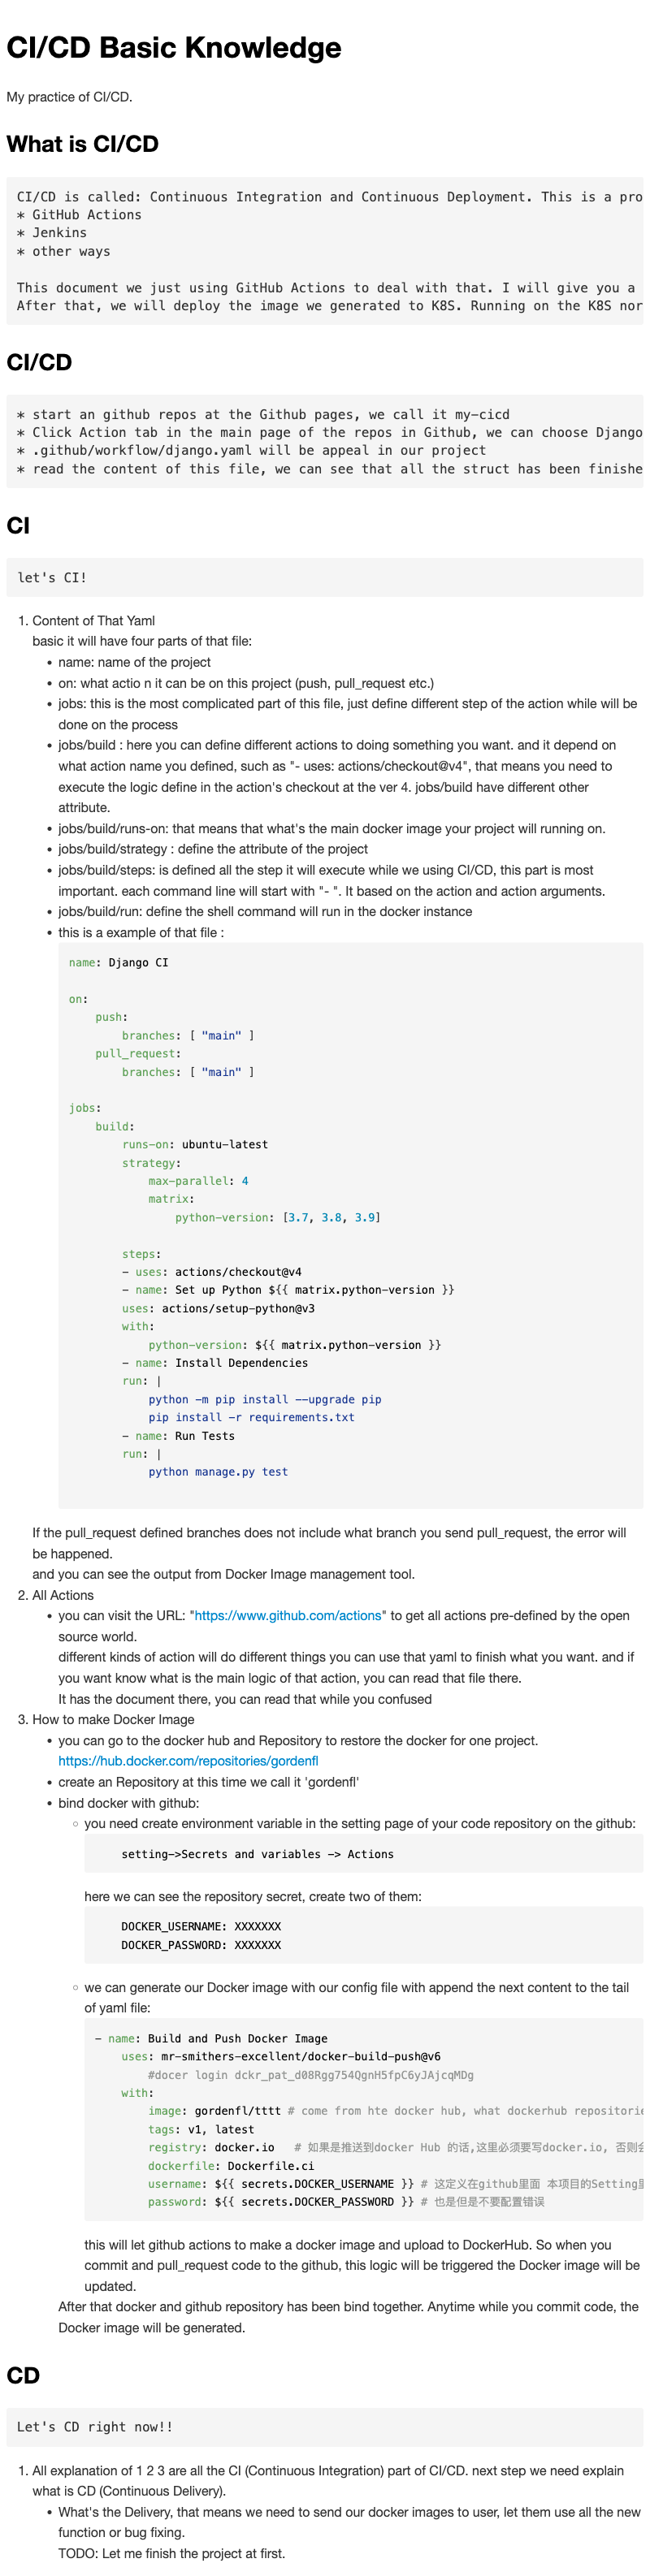 CI/CD Basic Knowledge
My practice of CI/CD.
What is CI/CD
CI/CD is called: Continuous Integration and Continuous Deployment. This is a pro
* GitHub Actions
* Jenkins
* other ways
This document we just using GitHub Actions to deal with that. I will give you a
After that, we will deploy the image we generated to K8S. Running on the K8S nor
CI/CD
* start an github repos at the Github pages, we call it my-cicd
* Click Action tab in the main page of the repos in Github, we can choose Django
* .github/workflow/django.yaml will be appeal in our project
* read the content of this file, we can see that all the struct has been finishe
CI
let's CI!
1. Content of That Yaml
basic it will have four parts of that file:
• name: name of the project
• on: what actio n it can be on this project (push, pull_request etc.)
• jobs: this is the most complicated part of this file, just define different step of the action while will be
done on the process
• jobs/build : here you can define different actions to doing something you want. and it depend on
what action name you defined, such as "- uses: actions/checkout@v4", that means you need to
execute the logic define in the action's checkout at the ver 4. jobs/build have different other
attribute.
• jobs/build/runs-on: that means that what's the main docker image your project will running on.
• jobs/build/strategy : define the attribute of the project
• jobs/build/steps: is defined all the step it will execute while we using CI/CD, this part is most
important. each command line will start with "- ". It based on the action and action arguments.
• jobs/build/run: define the shell command will run in the docker instance
• this is a example of that file :
name: Django CI
on:
push:
branches: [ "main" ]
pull_request:
branches: [ "main" ]
jobs:
build:
runs-on: ubuntu-latest
strategy:
max-parallel: 4
matrix:
python-version: [3.7, 3.8, 3.9]
steps:
- uses: actions/checkout@v4
- name: Set up Python ${{ matrix.python-version }}
uses: actions/setup-python@v3
with:
python-version: ${{ matrix.python-version }}
- name: Install Dependencies
run: |
python -m pip install --upgrade pip
pip install -r requirements.txt
- name: Run Tests
run: |
python manage.py test
If the pull_request defined branches does not include what branch you send pull_request, the error will
be happened.
and you can see the output from Docker Image management tool.
2. All Actions
• you can visit the URL: "https://www.github.com/actions" to get all actions pre-defined by the open
source world.
different kinds of action will do different things you can use that yaml to finish what you want. and if
you want know what is the main logic of that action, you can read that file there.
It has the document there, you can read that while you confused
3. How to make Docker Image
• you can go to the docker hub and Repository to restore the docker for one project.
https://hub.docker.com/repositories/gordenfl
• create an Repository at this time we call it 'gordenfl'
• bind docker with github:
◦ you need create environment variable in the setting page of your code repository on the github:
setting->Secrets and variables -> Actions
here we can see the repository secret, create two of them:
DOCKER_USERNAME: XXXXXXX
DOCKER_PASSWORD: XXXXXXX
◦ we can generate our Docker image with our config file with append the next content to the tail
of yaml file:
- name: Build and Push Docker Image
uses: mr-smithers-excellent/docker-build-push@v6
#docer login dckr_pat_d08Rgg754QgnH5fpC6yJAjcqMDg
with:
image: gordenfl/tttt # come from hte docker hub, what dockerhub repositorie
tags: v1, latest
registry: docker.io # 如果是推送到docker Hub 的话,这里必须要写docker.io, 否则会
dockerfile: Dockerfile.ci
username: ${{ secrets.DOCKER_USERNAME }} # 这定义在github里面 本项目的Setting里
password: ${{ secrets.DOCKER_PASSWORD }} # 也是但是不要配置错误
this will let github actions to make a docker image and upload to DockerHub. So when you
commit and pull_request code to the github, this logic will be triggered the Docker image will be
updated.
After that docker and github repository has been bind together. Anytime while you commit code, the
Docker image will be generated.
CD
Let's CD right now!!
1. All explanation of 1 2 3 are all the CI (Continuous Integration) part of CI/CD. next step we need explain
what is CD (Continuous Delivery).
• What's the Delivery, that means we need to send our docker images to user, let them use all the new
function or bug fixing.
TODO: Let me finish the project at first.